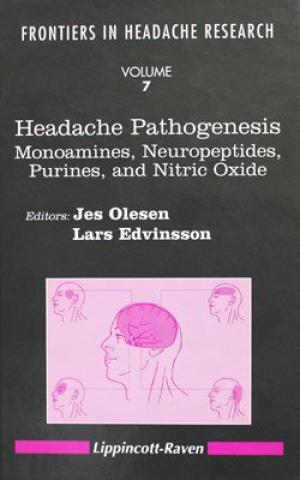 FRONTIERS IN HEADACHE RESEARCH
VOLUME
7
Headache Pathogenesis
Monoamines, Neuropeptides,
Purines, and Nitric Oxide
Editors: Jes Olesen
Lars Edvinsson
Lippincott-Raven